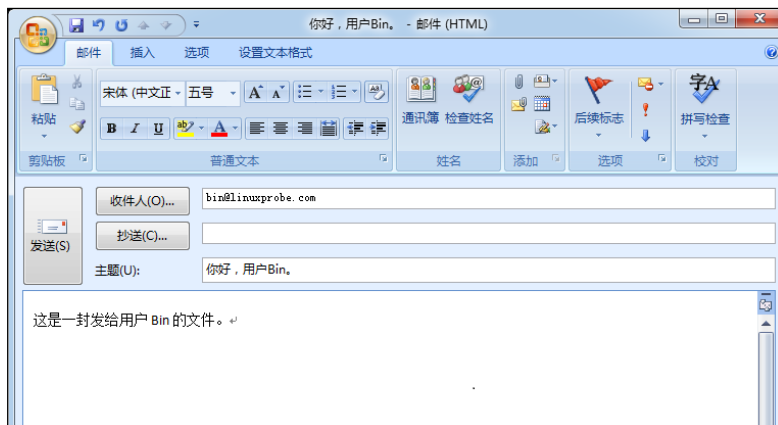 你好，用户Bin。 - 邮件 (HTML)
邮件 插入 选项 设置文本格式
宋体 (中文正 五号 A A
粘贴 B I U ab A 通讯簿 检查姓名 后续标志 字A 拼写检查
剪贴板 普通文本 姓名 添加 选项 校对
收件人(O)... bin@linuxprobe.com
发送(S) 抄送(C)...
主题(U): 你好，用户Bin。
这是一封发给用户 Bin 的文件。